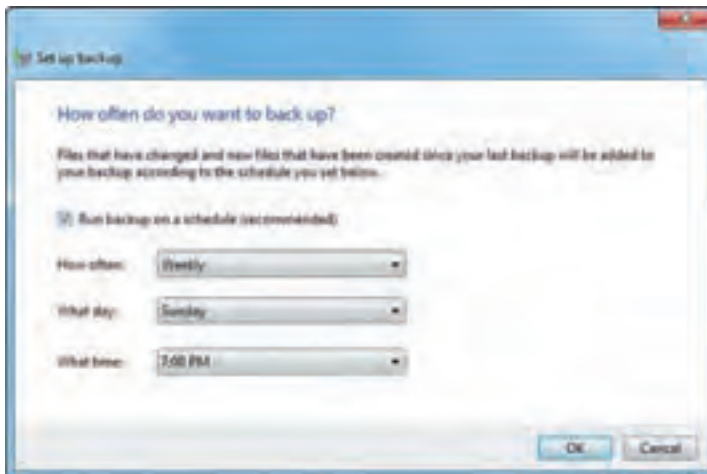 Set up backup
How often do you want to back up?
Files that have changed and new files that have been created since your last backup will be added to
your backup according to the schedule you set below.
Run backup on a schedule (recommended)
How often: Weekly
What day: Sunday
What time: 7:00 PM
OK Cancel